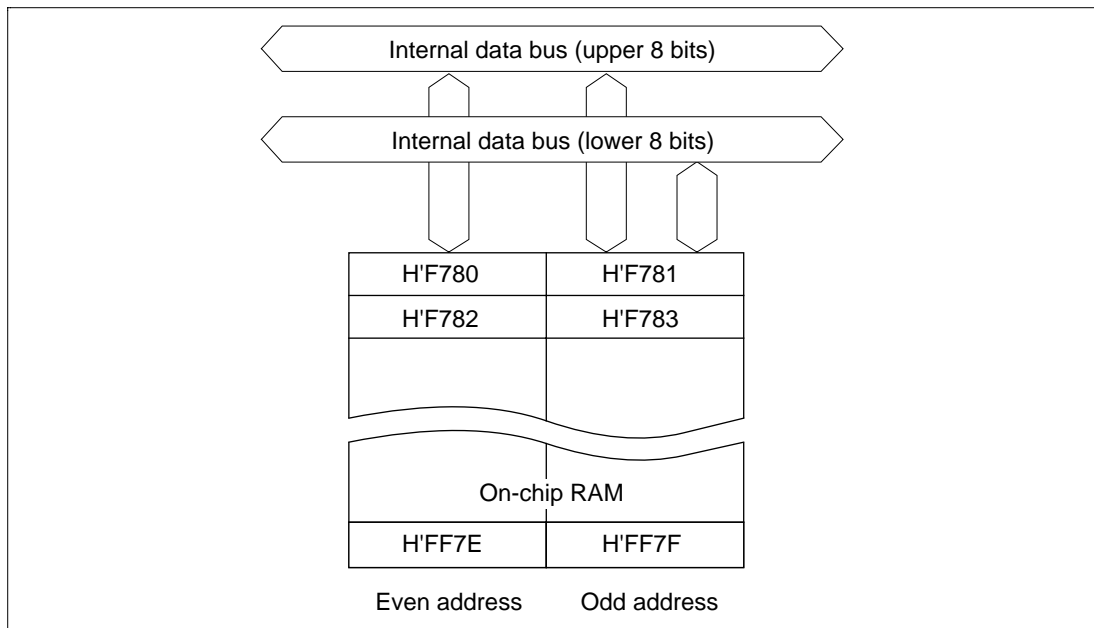 Internal data bus (upper 8 bits)
Internal data bus (lower 8 bits)
H'F780 H'F781
H'F782 H'F783
On-chip RAM
H'FF7E H'FF7F
Even address Odd address